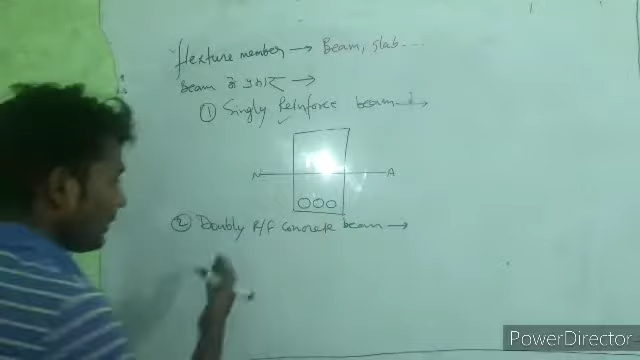 flexture member → Beam, slab...
Beam के प्रकार →
① Singly Reinforce beam →
N A
② Doubly R/F concrete beam →
PowerDirector